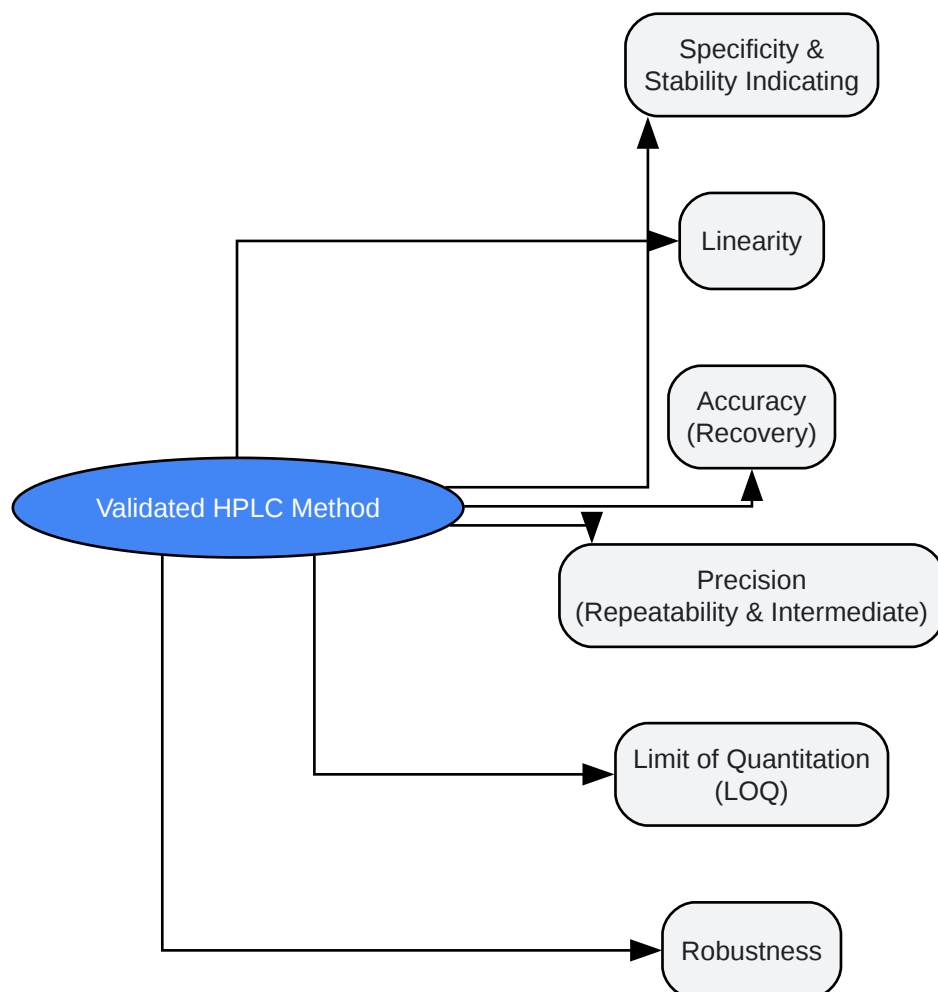 Specificity &
Stability Indicating
Linearity
Accuracy
(Recovery)
Validated HPLC Method
Precision
(Repeatability & Intermediate)
Limit of Quantitation
(LOQ)
Robustness